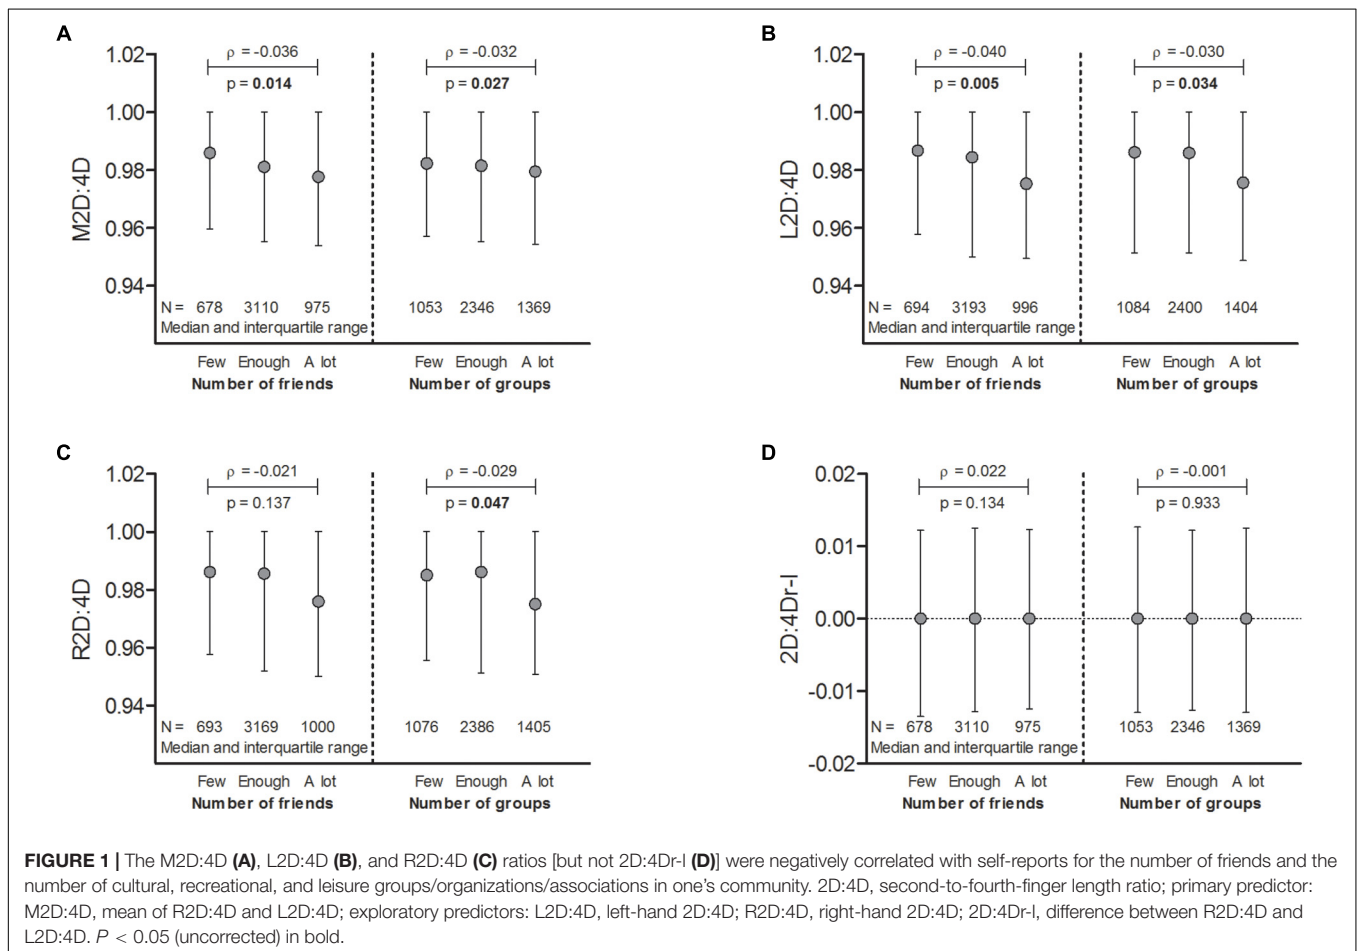 A
1.02
1.00
0.98
0.96
0.94
M2D:4D
ρ = -0.036
p = 0.014
ρ = -0.032
p = 0.027
N = 678 3110 975 1053 2346 1369
Median and interquartile range
Few Enough A lot Few Enough A lot
Number of friends Number of groups
B
1.02
1.00
0.98
0.96
0.94
L2D:4D
ρ = -0.040
p = 0.005
ρ = -0.030
p = 0.034
N = 694 3193 996 1084 2400 1404
Median and interquartile range
Few Enough A lot Few Enough A lot
Number of friends Number of groups
C
1.02
1.00
0.98
0.96
0.94
R2D:4D
ρ = -0.021
p = 0.137
ρ = -0.029
p = 0.047
N = 693 3169 1000 1076 2386 1405
Median and interquartile range
Few Enough A lot Few Enough A lot
Number of friends Number of groups
D
0.02
0.01
0.00
-0.01
-0.02
2D:4Dr-l
ρ = 0.022
p = 0.134
ρ = -0.001
p = 0.933
N = 678 3110 975 1053 2346 1369
Median and interquartile range
Few Enough A lot Few Enough A lot
Number of friends Number of groups
FIGURE 1 | The M2D:4D (A), L2D:4D (B), and R2D:4D (C) ratios [but not 2D:4Dr-l (D)] were negatively correlated with self-reports for the number of friends and the
number of cultural, recreational, and leisure groups/organizations/associations in one's community. 2D:4D, second-to-fourth-finger length ratio; primary predictor:
M2D:4D, mean of R2D:4D and L2D:4D; exploratory predictors: L2D:4D, left-hand 2D:4D; R2D:4D, right-hand 2D:4D; 2D:4Dr-l, difference between R2D:4D and
L2D:4D. P < 0.05 (uncorrected) in bold.